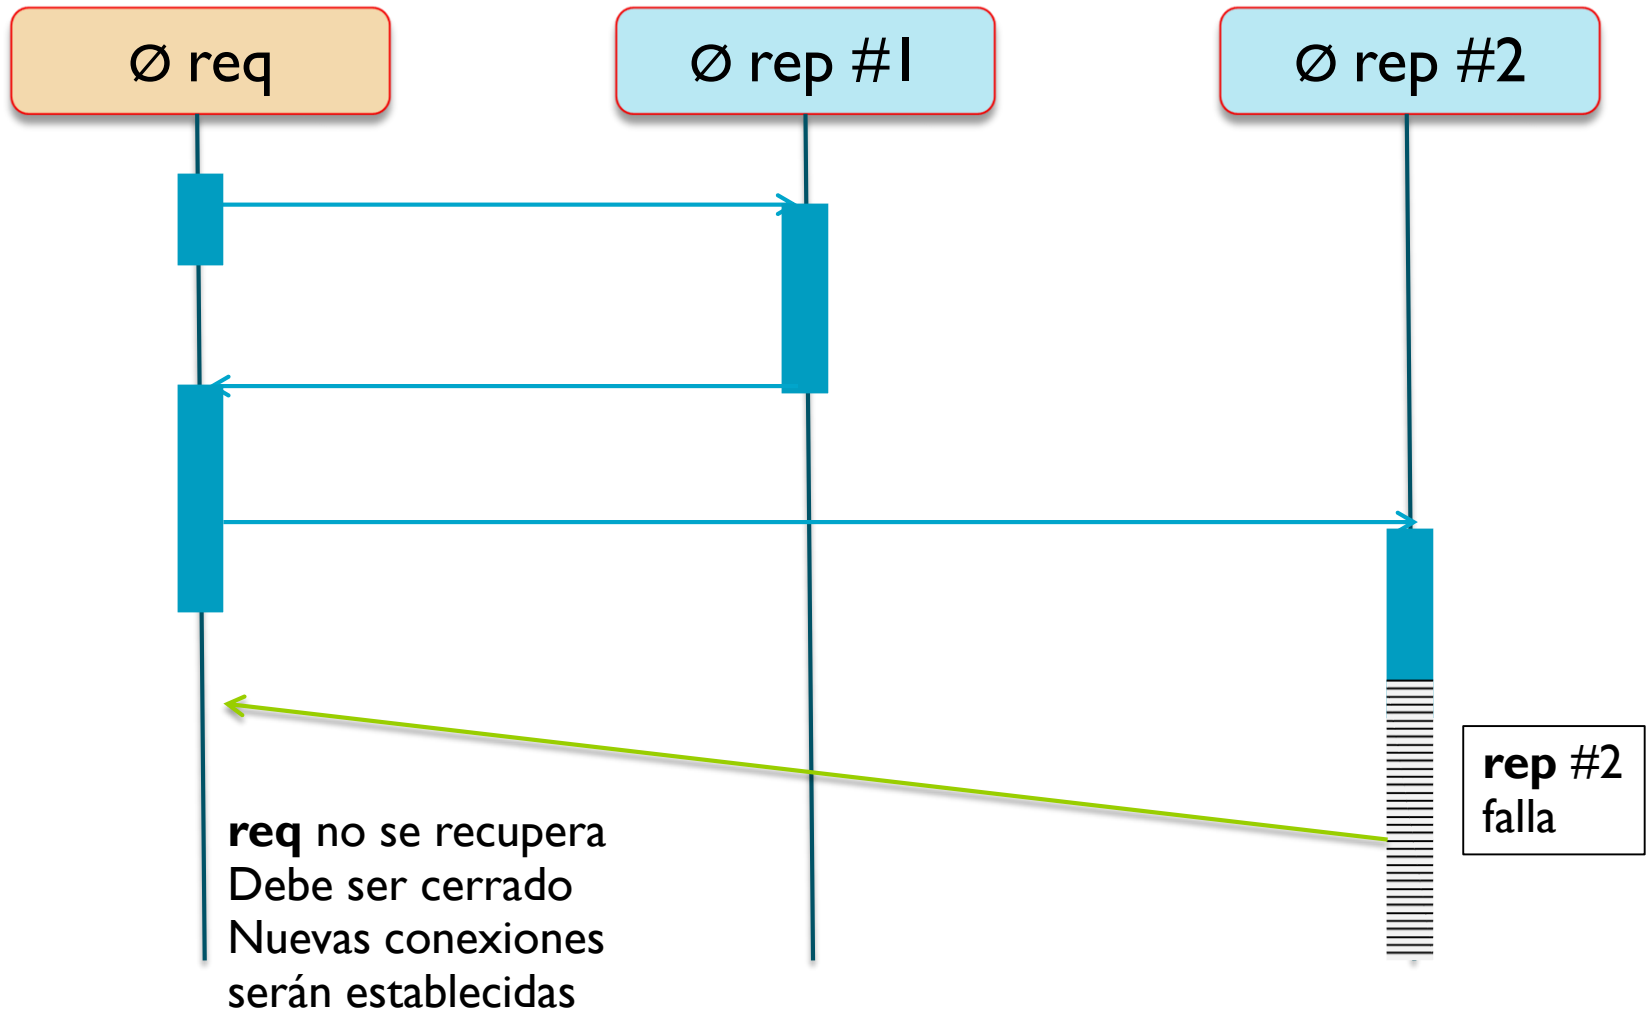 Ø req
Ø rep #1
Ø rep #2
rep #2
falla
req no se recupera
Debe ser cerrado
Nuevas conexiones
serán establecidas